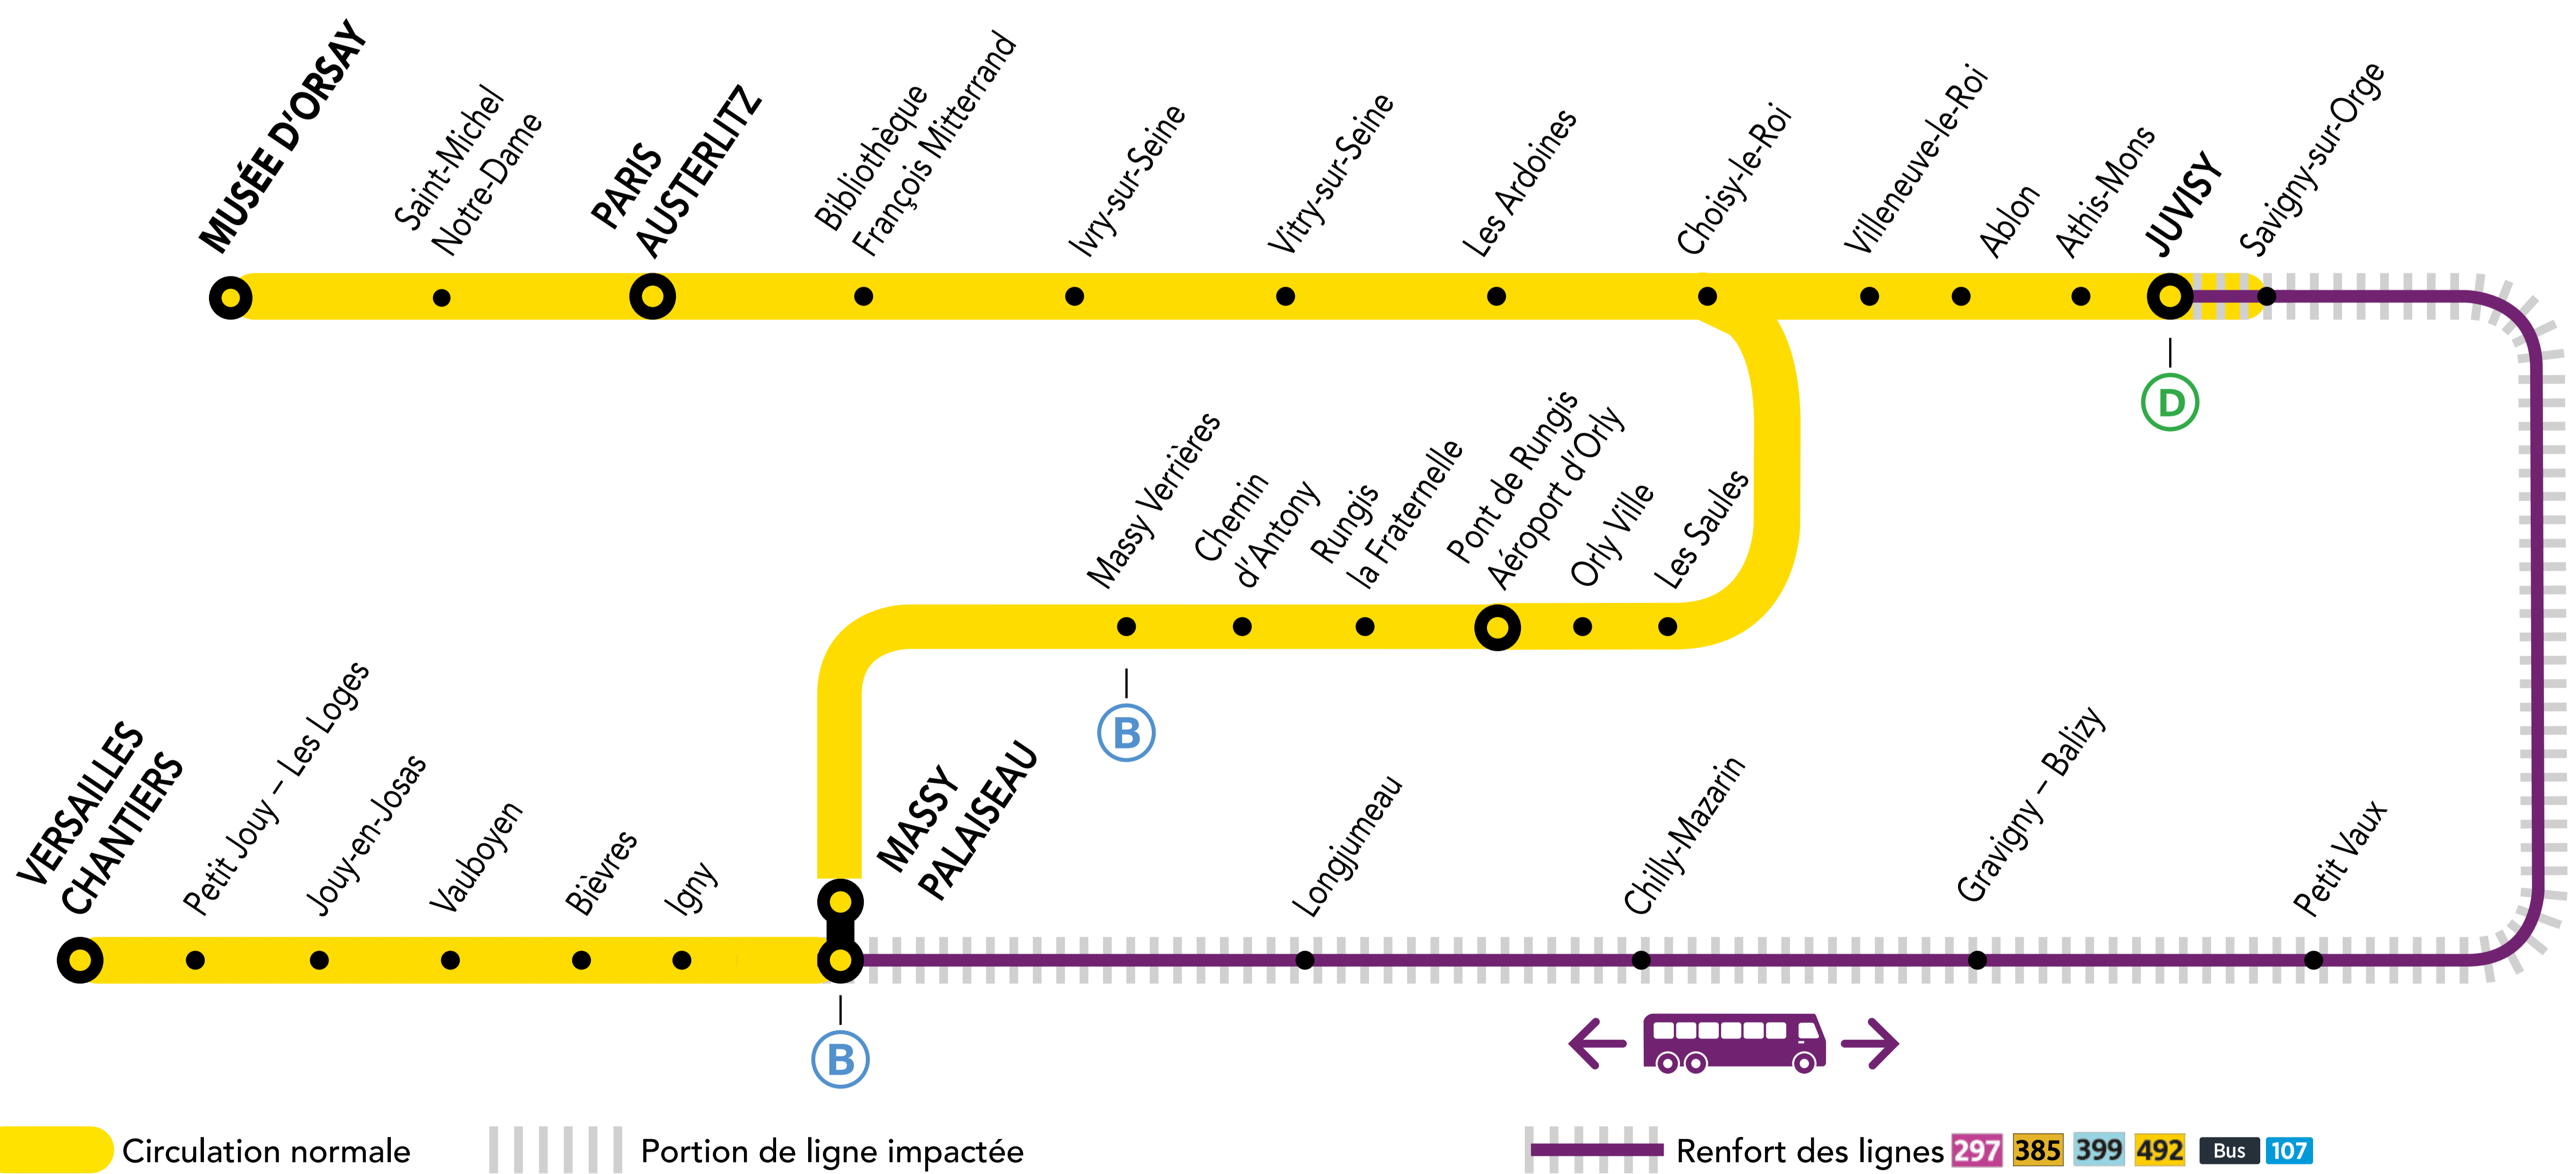 MUSÉE D'ORSAY
Saint-Michel
Notre-Dame
PARIS
AUSTERLITZ
Bibliothèque
François Mitterrand
Ivry-sur-Seine
Vitry-sur-Seine
Les Ardoines
Choisy-le-Roi
Villeneuve-le-Roi
Ablon
Athis-Mons
JUVISY
Savigny-sur-Orge
D
Massy Verrières
Chemin
d'Antony
Rungis
la Fraternelle
Pont de Rungis
Aéroport d'Orly
Orly Ville
Les Saules
B
VERSAILLES
CHANTIERS
Petit Jouy – Les Loges
Jouy-en-Josas
Vauboyen
Bièvres
Igny
MASSY
PALAISEAU
Longjumeau
Chilly-Mazarin
Gravigny – Balizy
Petit Vaux
B
Circulation normale
Portion de ligne impactée
Renfort des lignes 297 385 399 492 Bus 107